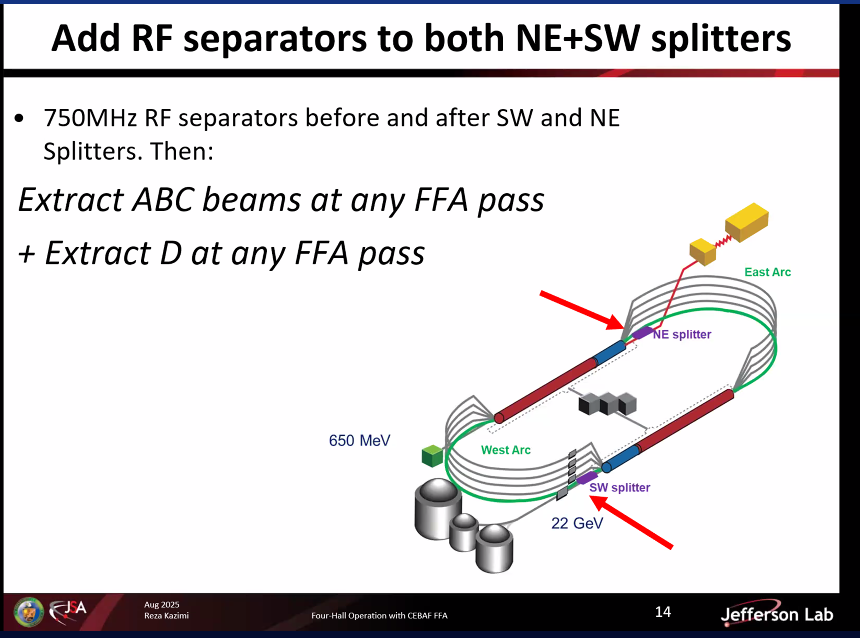 Add RF separators to both NE+SW splitters
• 750MHz RF separators before and after SW and NE
Splitters. Then:
Extract ABC beams at any FFA pass
+ Extract D at any FFA pass
East Arc
NE splitter
650 MeV
West Arc
SW splitter
22 GeV
JSA
Aug 2025
Reza Kazimi
Four-Hall Operation with CEBAF FFA
14
Jefferson Lab